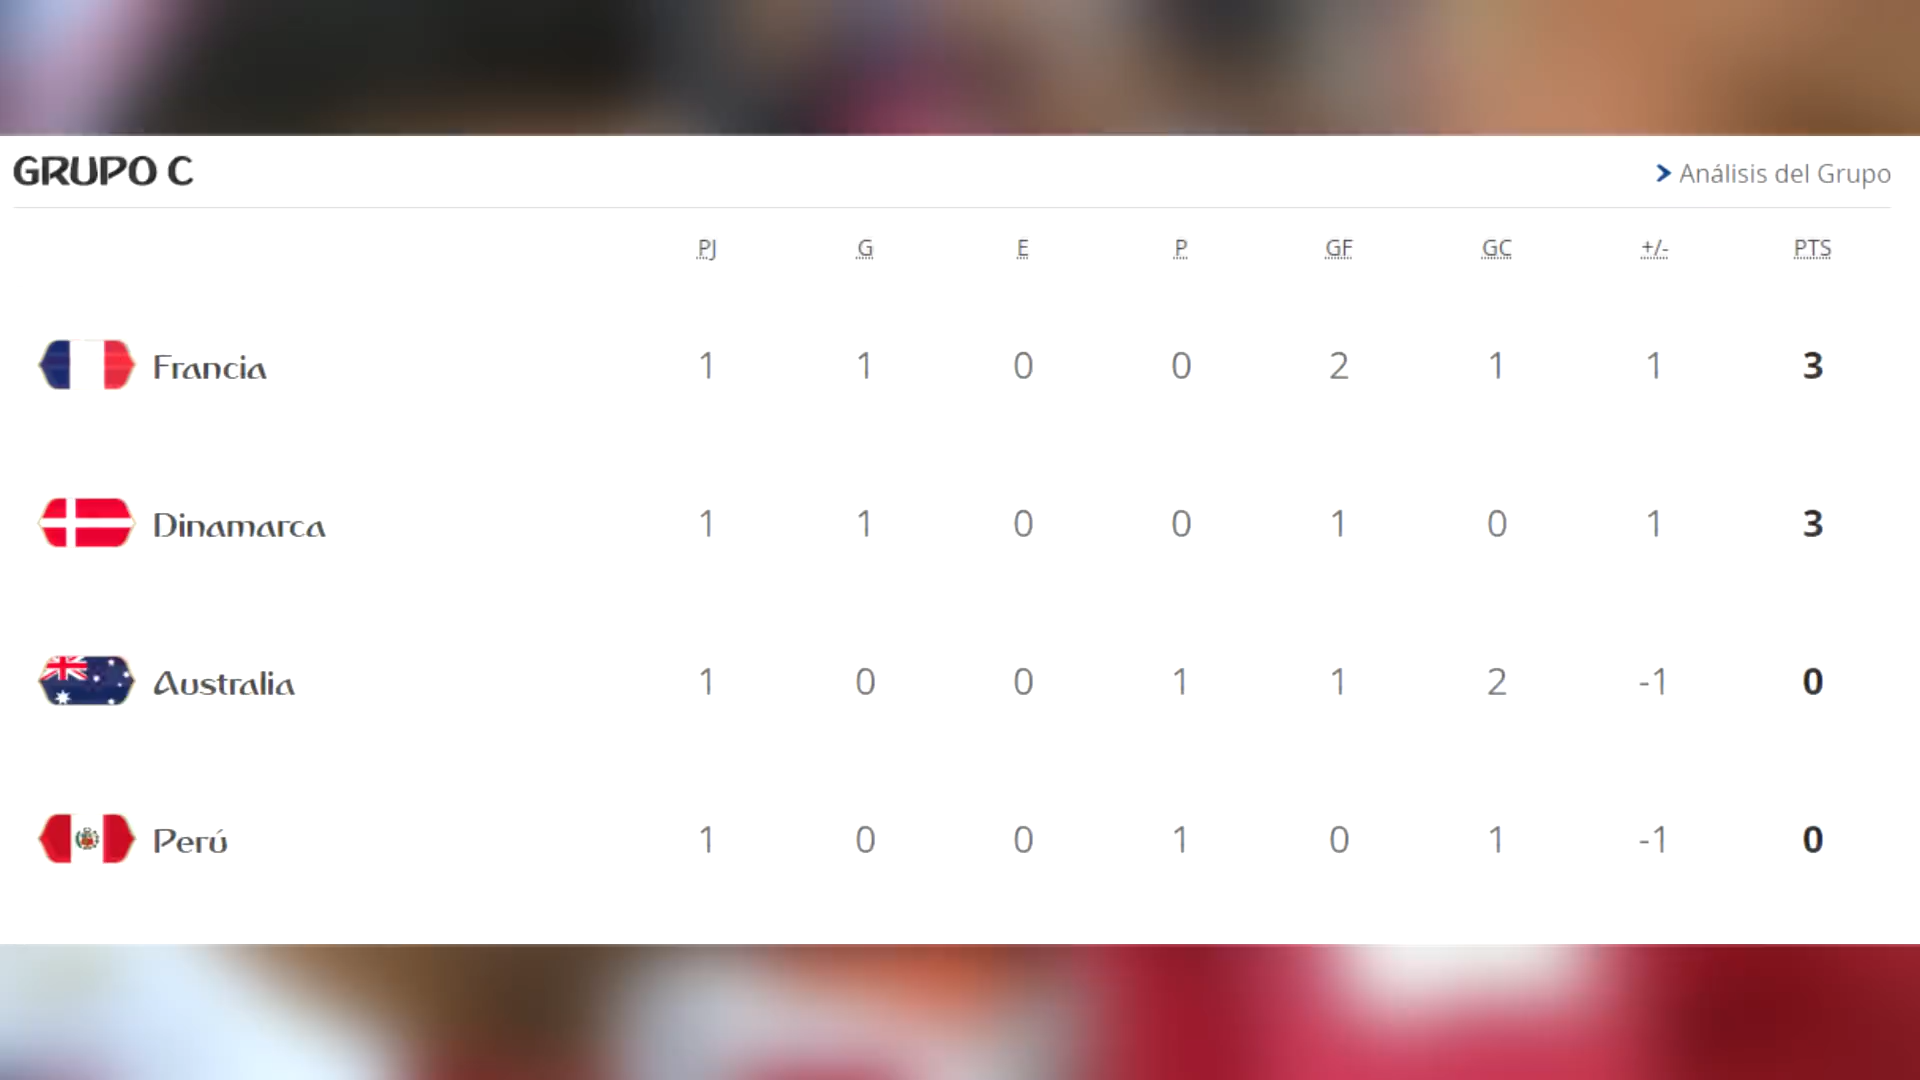 GRUPO C
Análisis del Grupo
PJ G E P GF GC +/- PTS
Francia 1 1 0 0 2 1 1 3
Dinamarca 1 1 0 0 1 0 1 3
Australia 1 0 0 1 1 2 -1 0
Perú 1 0 0 1 0 1 -1 0